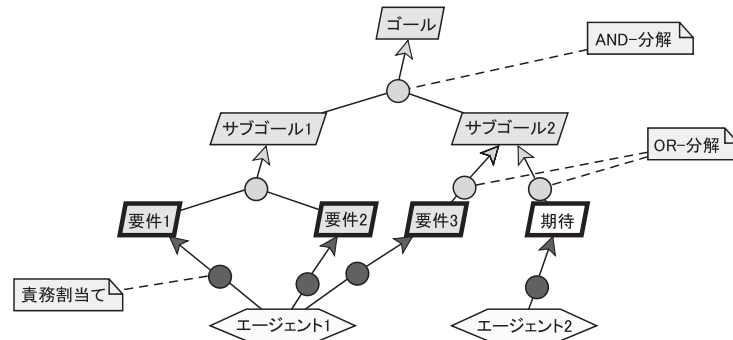 ゴール
AND-分解
サブゴール1
サブゴール2
OR-分解
要件1
要件2
要件3
期待
責務割当て
エージェント1
エージェント2